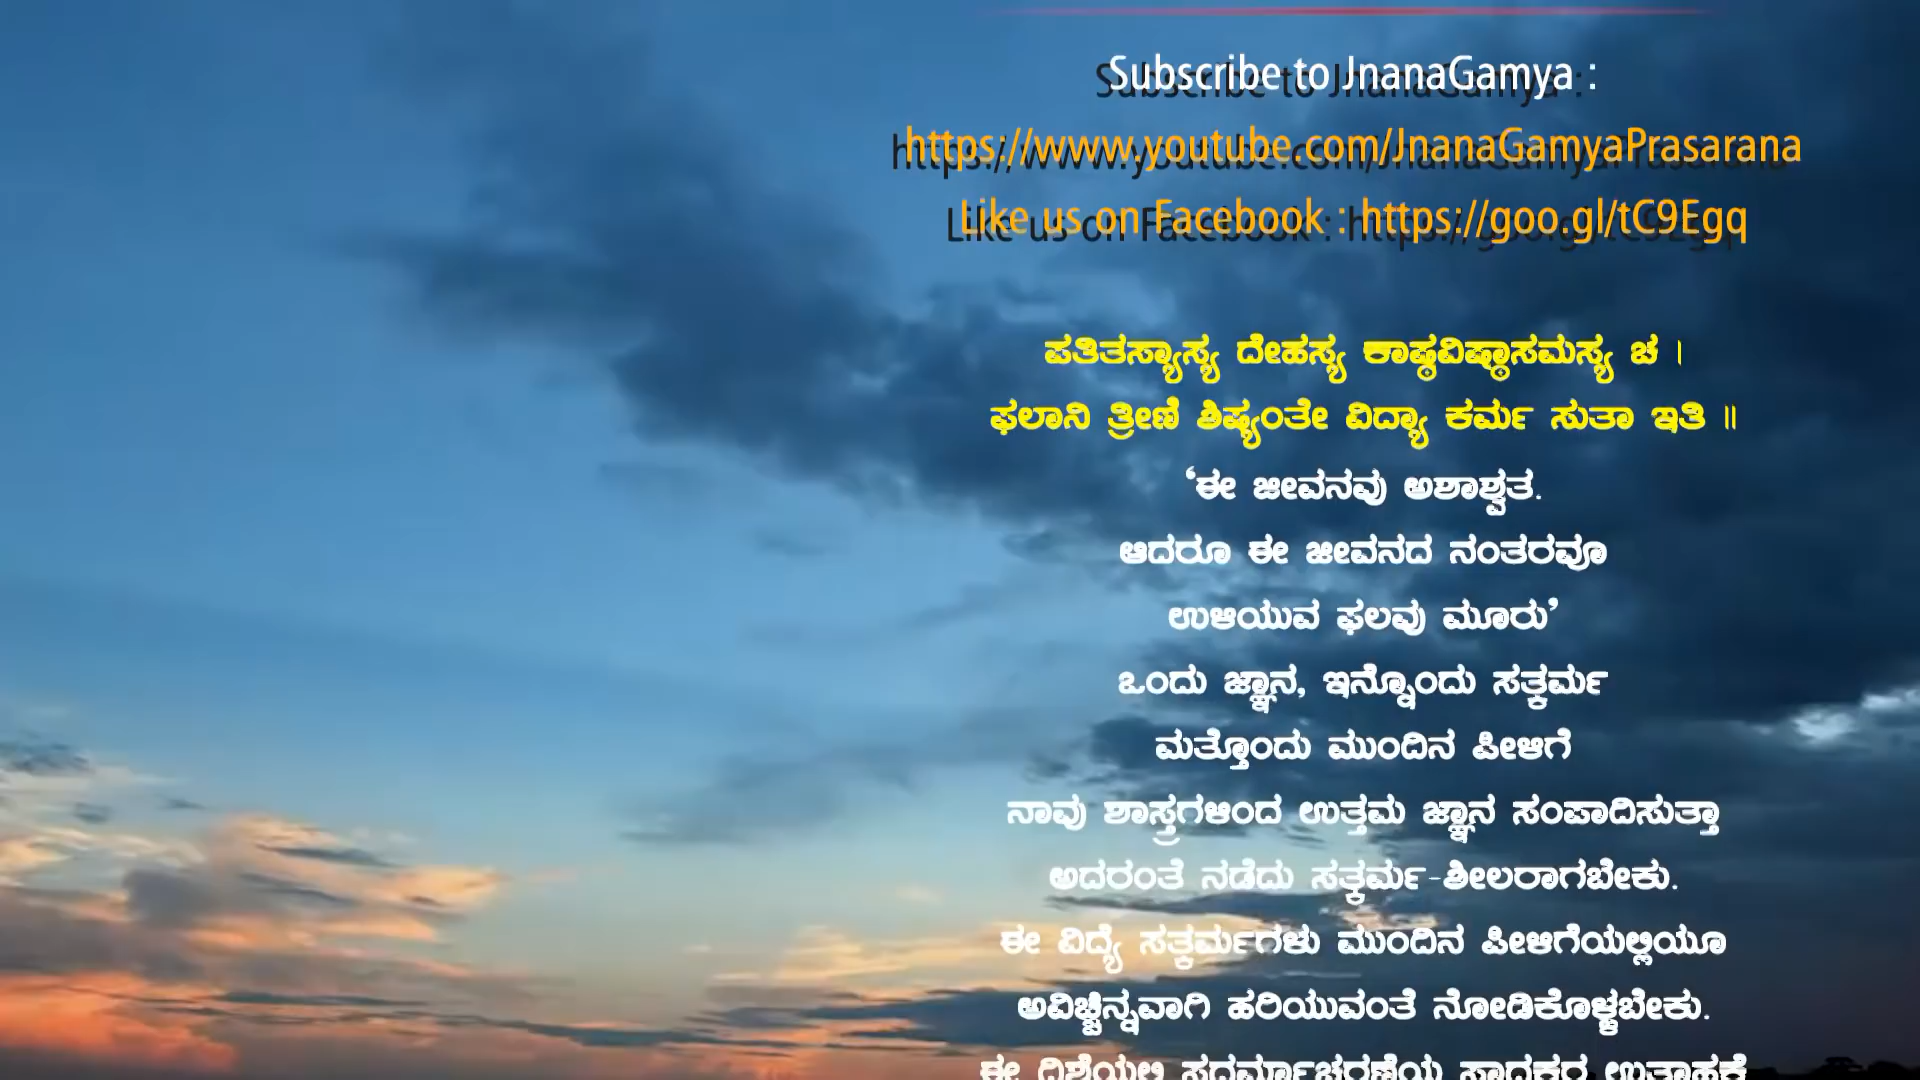 Subscribe to JnanaGamya :
https://www.youtube.com/JnanaGamyaPrasarana
Like us on Facebook : https://goo.gl/tC9Egq
ಪತಿತಸ್ಯಾಸ್ಯ ದೇಹಸ್ಯ ಕಾಷ್ಠವಿಷ್ಠಾಸಮಸ್ಯ ಚ ।
ಫಲಾನಿ ತ್ರೀಣಿ ಶಿಷ್ಯಂತೇ ವಿದ್ಯಾ ಕರ್ಮ ಸುತಾ ಇತಿ ॥
‘ಈ ಜೀವನವು ಅಶಾಶ್ವತ.
ಆದರೂ ಈ ಜೀವನದ ನಂತರವೂ
ಉಳಿಯುವ ಫಲವು ಮೂರು’
ಒಂದು ಜ್ಞಾನ, ಇನ್ನೊಂದು ಸತ್ಕರ್ಮ
ಮತ್ತೊಂದು ಮುಂದಿನ ಪೀಳಿಗೆ
ನಾವು ಶಾಸ್ತ್ರಗಳಿಂದ ಉತ್ತಮ ಜ್ಞಾನ ಸಂಪಾದಿಸುತ್ತಾ
ಅದರಂತೆ ನಡೆದು ಸತ್ಕರ್ಮ-ಶೀಲರಾಗಬೇಕು.
ಈ ವಿದ್ಯೆ ಸತ್ಕರ್ಮಗಳು ಮುಂದಿನ ಪೀಳಿಗೆಯಲ್ಲಿಯೂ
ಅವಿಚ್ಛಿನ್ನವಾಗಿ ಹರಿಯುವಂತೆ ನೋಡಿಕೊಳ್ಳಬೇಕು.
ಈ